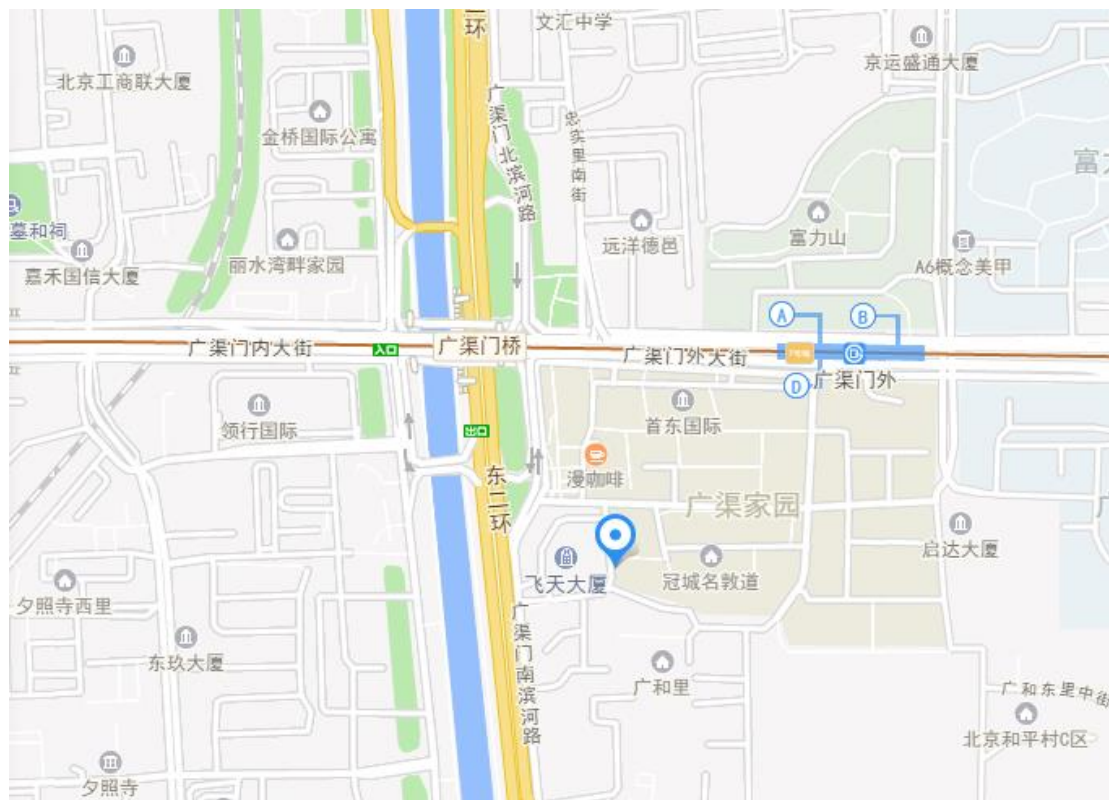 二环
文汇中学
京运盛通大厦
北京工商联大厦
金桥国际公寓
广渠门北滨河路
忠实里南街
富力
墓和祠
嘉禾国信大厦
丽水湾畔家园
远洋德邑
富力山
A6概念美甲
A
B
广渠门内大街
入口
广渠门桥
广渠门外大街
D
广渠门外
领行国际
出口
首东国际
漫咖啡
东二环
广渠家园
启达大厦
飞天大厦
冠城名敦道
夕照寺西里
东玖大厦
广渠门南滨河路
广和里
广和东里中街
北京和平村C区
夕照寺